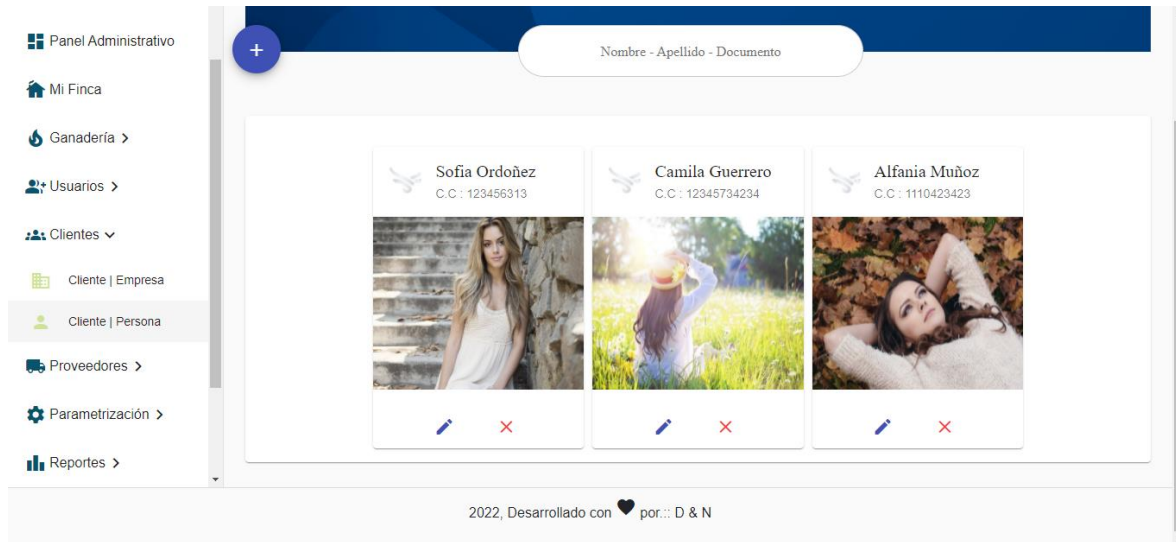 Panel Administrativo
Mi Finca
Ganadería
Usuarios
Clientes
Cliente | Empresa
Cliente | Persona
Proveedores
Parametrización
Reportes
+
Nombre - Apellido - Documento
Sofia Ordoñez
C.C : 123456313
Camila Guerrero
C.C : 12345734234
Alfania Muñoz
C.C : 1110423423
2022, Desarrollado con por.:: D & N